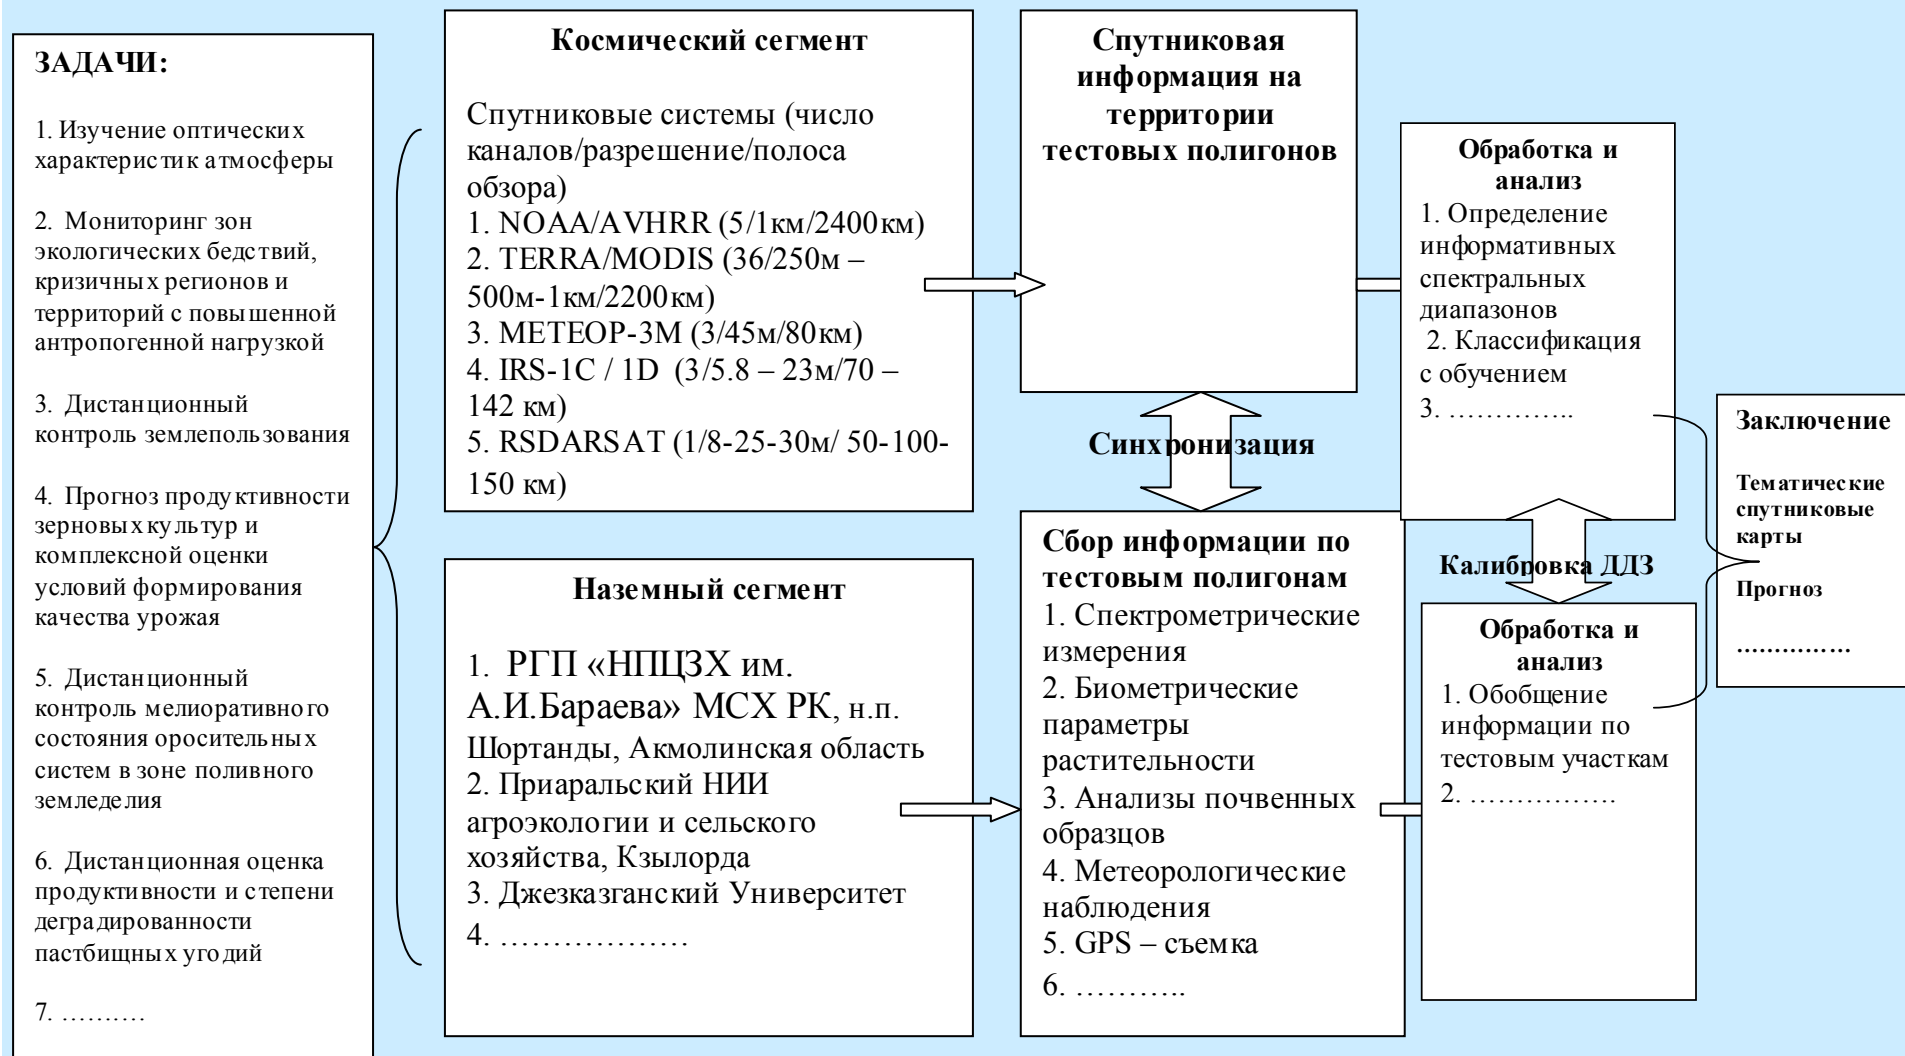 ЗАДАЧИ:
1. Изучение оптических
характеристик атмосферы
2. Мониторинг зон
экологических бедствий,
кризичных регионов и
территорий с повышенной
антропогенной нагрузкой
3. Дистанционный
контроль землепользования
4. Прогноз продуктивности
зерновых культур и
комплексной оценки
условий формирования
качества урожая
5. Дистанционный
контроль мелиоративного
состояния оросительных
систем в зоне поливного
земледелия
6. Дистанционная оценка
продуктивности и степени
деградированности
пастбищных угодий
7. ……….
Космический сегмент
Спутниковые системы (число
каналов/разрешение/полоса
обзора)
1. NOAA/AVHRR (5/1км/2400км)
2. TERRA/MODIS (36/250м –
500м-1км/2200км)
3. МЕТЕОР-3М (3/45м/80км)
4. IRS-1C / 1D (3/5.8 – 23м/70 –
142 км)
5. RSDARSAT (1/8-25-30м/ 50-100-
150 км)
Наземный сегмент
1. РГП «НПЦЗХ им.
А.И.Бараева» МСХ РК, н.п.
Шортанды, Акмолинская область
2. Приаральский НИИ
агроэкологии и сельского
хозяйства, Кзылорда
3. Джезказганский Университет
4. ………………
Спутниковая
информация на
территории
тестовых полигонов
Синхронизация
Сбор информации по
тестовым полигонам
1. Спектрометрические
измерения
2. Биометрические
параметры
растительности
3. Анализы почвенных
образцов
4. Метеорологические
наблюдения
5. GPS – съемка
6. ………..
Обработка и
анализ
1. Определение
информативных
спектральных
диапазонов
2. Классификация
с обучением
3. …………..
Калибровка ДДЗ
Обработка и
анализ
1. Обобщение
информации по
тестовым участкам
2. …………….
Заключение
Тематические
спутниковые
карты
Прогноз
……………